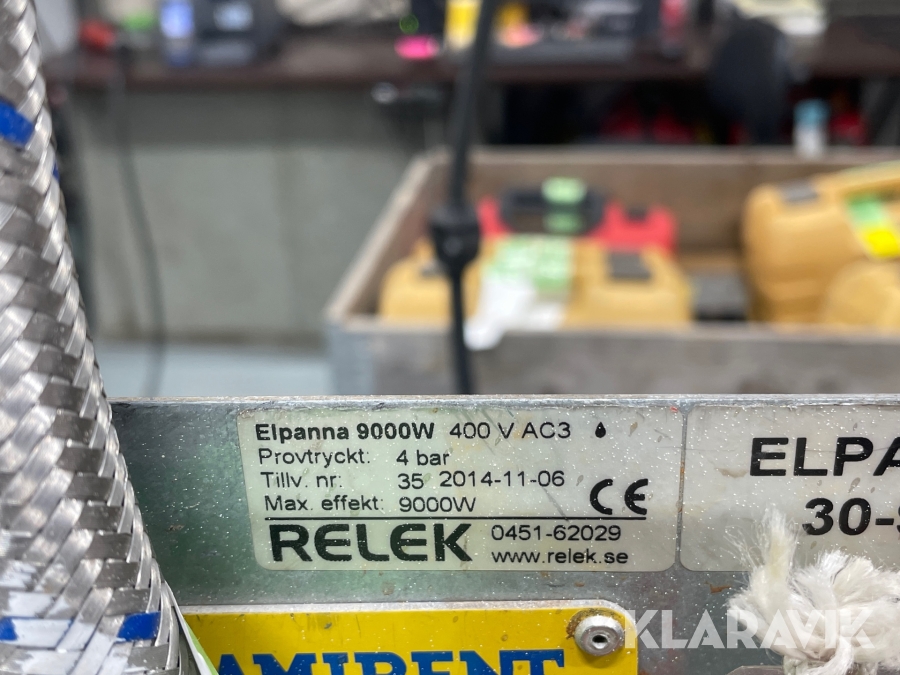 Elpanna 9000W 400 V AC3
Provtryckt: 4 bar
Tillv. nr: 35 2014-11-06
Max. effekt: 9000W
CE
RELEK
0451-62029
www.relek.se
ELPA
30-
KLARAVIK